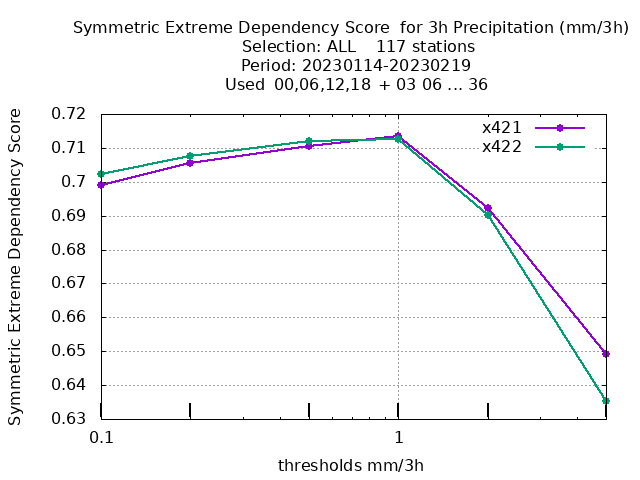 Symmetric Extreme Dependency Score  for 3h Precipitation (mm/3h)
Selection: ALL    117 stations
Period: 20230114-20230219
Used  00,06,12,18  + 03 06 ... 36
Symmetric Extreme Dependency Score
0.72
0.71
0.7
0.69
0.68
0.67
0.66
0.65
0.64
0.63
x421
x422
0.1
1
thresholds mm/3h